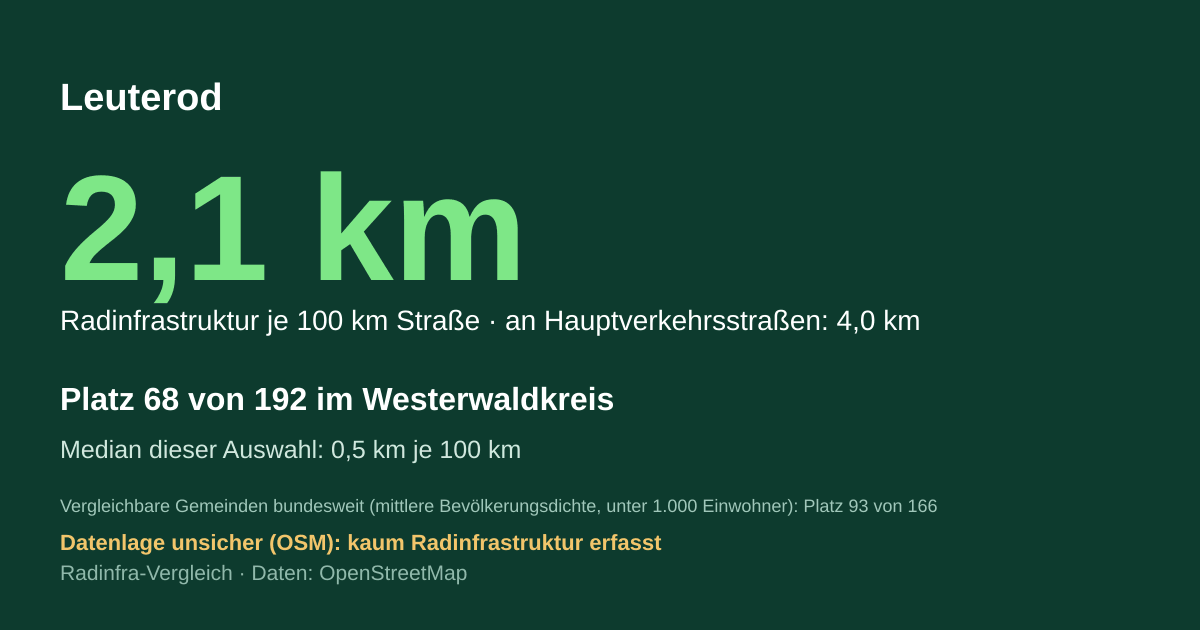 Leuterod
2,1 km
Radinfrastruktur je 100 km Straße · an Hauptverkehrsstraßen: 4,0 km
Platz 68 von 192 im Westerwaldkreis
Median dieser Auswahl: 0,5 km je 100 km
Vergleichbare Gemeinden bundesweit (mittlere Bevölkerungsdichte, unter 1.000 Einwohner): Platz 93 von 166
Datenlage unsicher (OSM): kaum Radinfrastruktur erfasst
Radinfra-Vergleich · Daten: OpenStreetMap